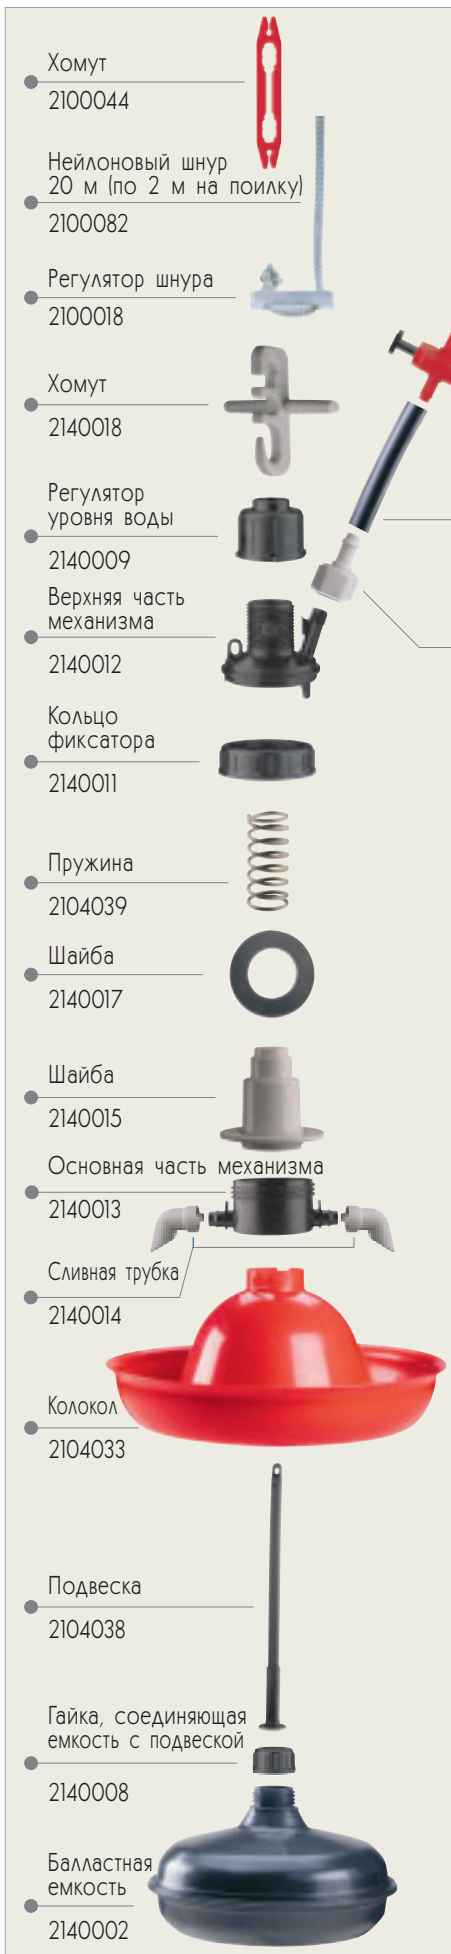 Хомут
2100044
Нейлоновый шнур
20 м (по 2 м на поилку)
2100082
Регулятор шнура
2100018
Хомут
2140018
Регулятор
уровня воды
2140009
Верхняя часть
механизма
2140012
Кольцо
фиксатора
2140011
Пружина
2104039
Шайба
2140017
Шайба
2140015
Основная часть механизма
2140013
Сливная трубка
2140014
Колокол
2104033
Подвеска
2104038
Гайка, соединяющая
емкость с подвеской
2140008
Балластная
емкость
2140002